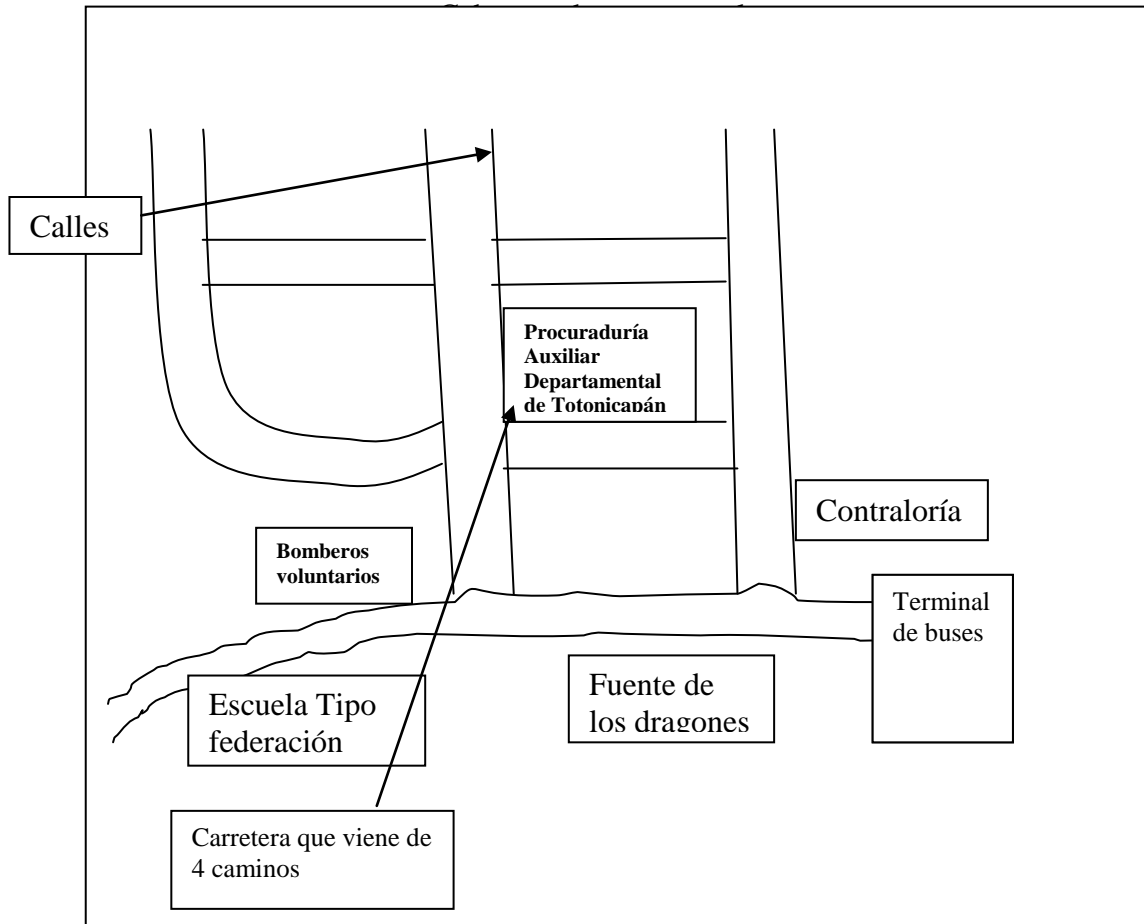 Calles
Procuraduría
Auxiliar
Departamental
de Totonicapán
Contraloría
Bomberos
voluntarios
Terminal
de buses
Fuente de
los dragones
Escuela Tipo
federación
Carretera que viene de
4 caminos